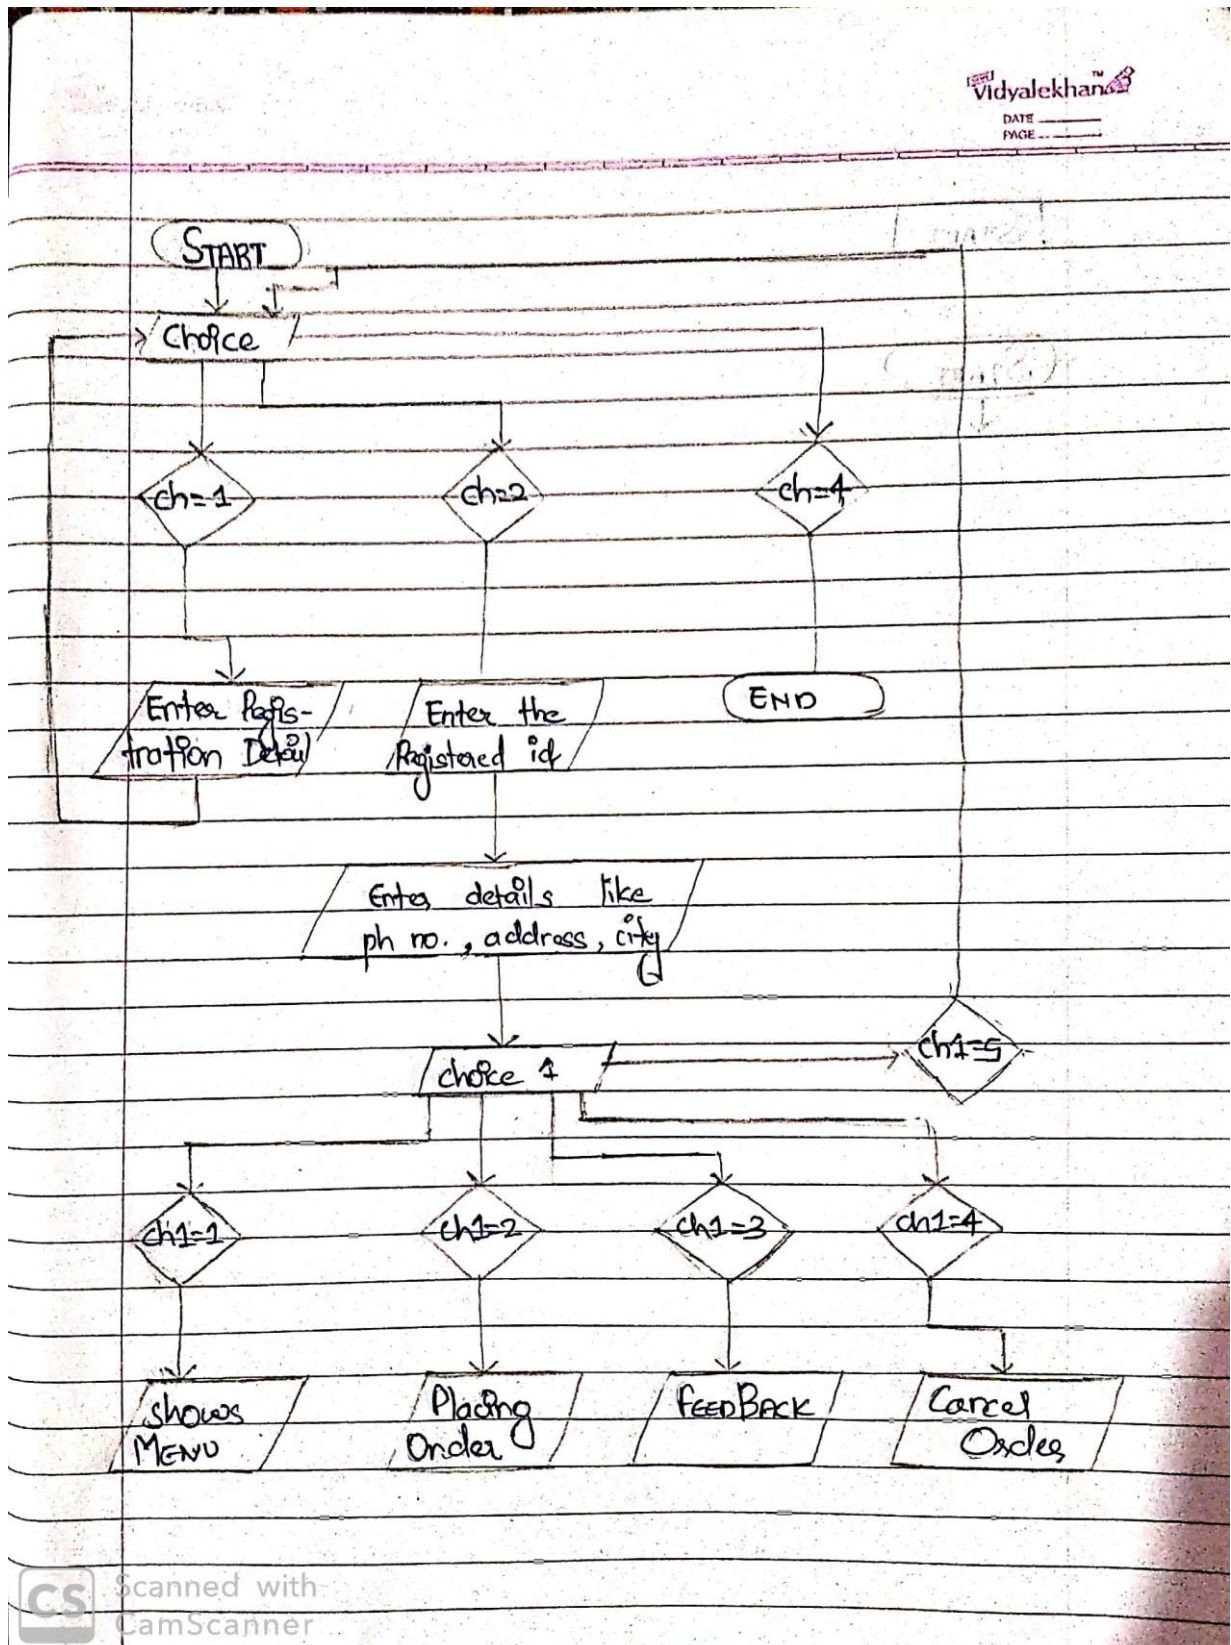 Vidyalekhan™
DATE
PAGE
START
Choice
ch=1
ch=2
ch=4
Enter Regis-
tration Detail
Enter the
Registered id
END
Enter details like
ph no., address, city
choice 1
ch1=5
ch1=1
ch1=2
ch1=3
ch1=4
shows
MENU
Placing
Order
FEEDBACK
Cancel
Order
CS
Scanned with
CamScanner